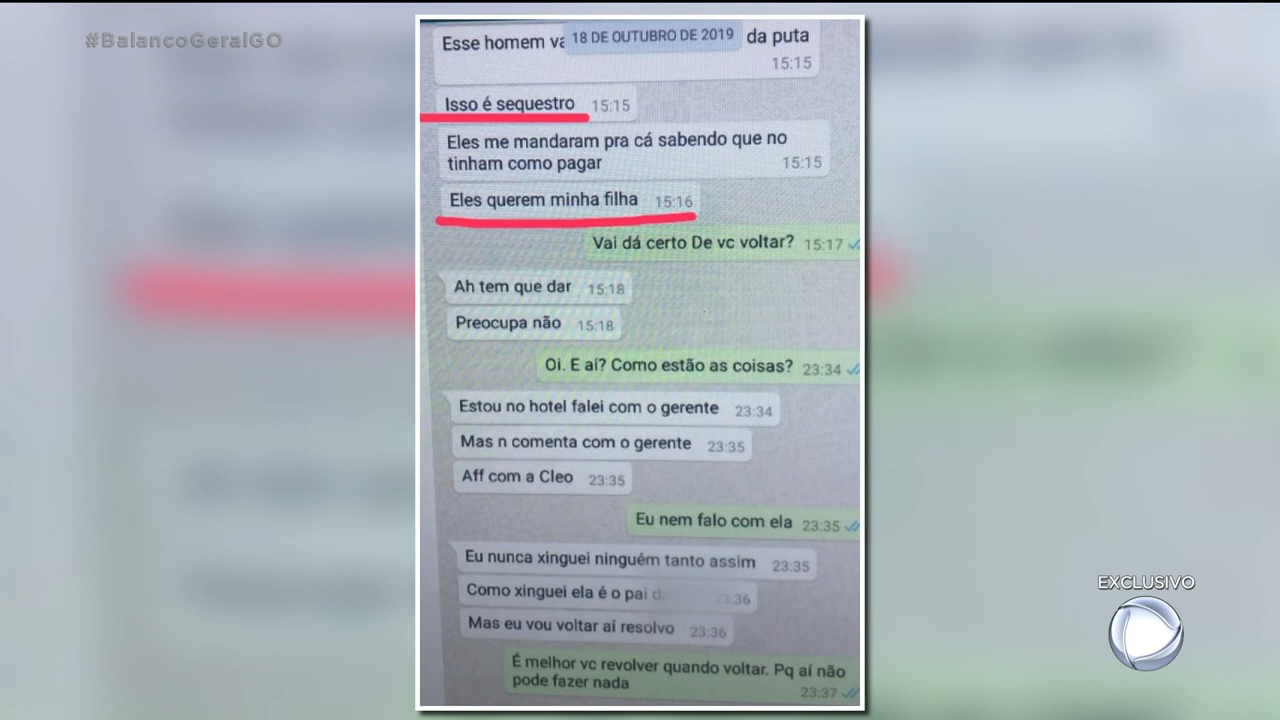 #BalancoGeralGO
18 DE OUTUBRO DE 2019
Esse homem va da puta
15:15
Isso é sequestro 15:15
Eles me mandaram pra cá sabendo que no
tinham como pagar 15:15
Eles querem minha filha 15:16
Vai dá certo De vc voltar? 15:17
Ah tem que dar 15:18
Preocupa não 15:18
Oi. E aí? Como estão as coisas? 23:34
Estou no hotel falei com o gerente 23:34
Mas n comenta com o gerente 23:35
Aff com a Cleo 23:35
Eu nem falo com ela 23:35
Eu nunca xinguei ninguém tanto assim 23:35
Como xinguei ela é o pai d 23:36
Mas eu vou voltar aí resolvo 23:36
É melhor vc revolver quando voltar. Pq aí não
pode fazer nada
23:37
EXCLUSIVO